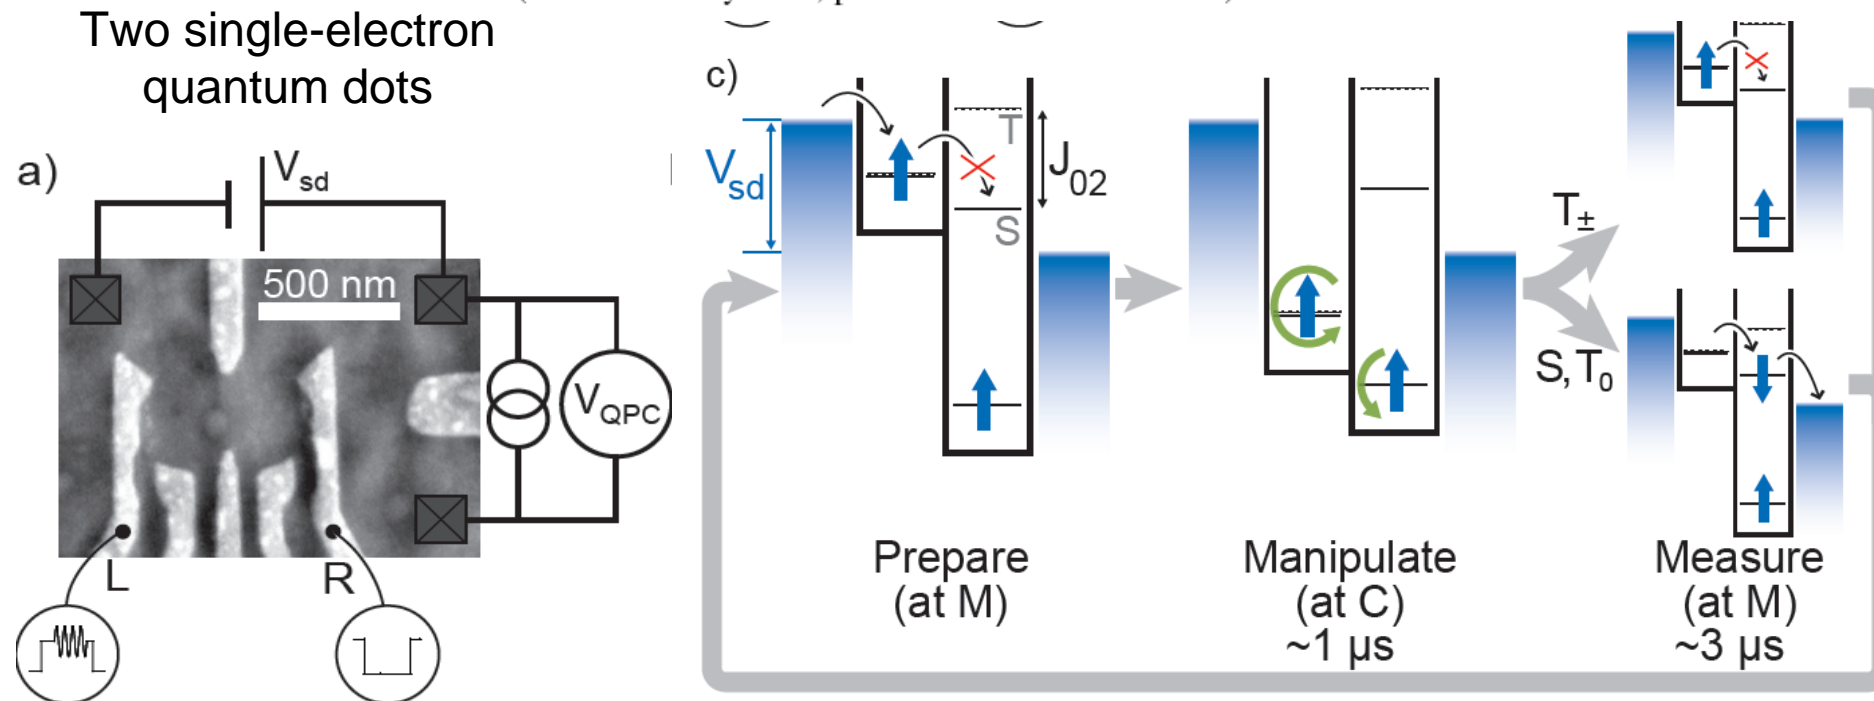 Two single-electron
quantum dots
a)
V_sd
500 nm
V_QPC
L
R
c)
V_sd
T
J_02
S
T_±
S, T_0
Prepare
(at M)
Manipulate
(at C)
~1 μs
Measure
(at M)
~3 μs